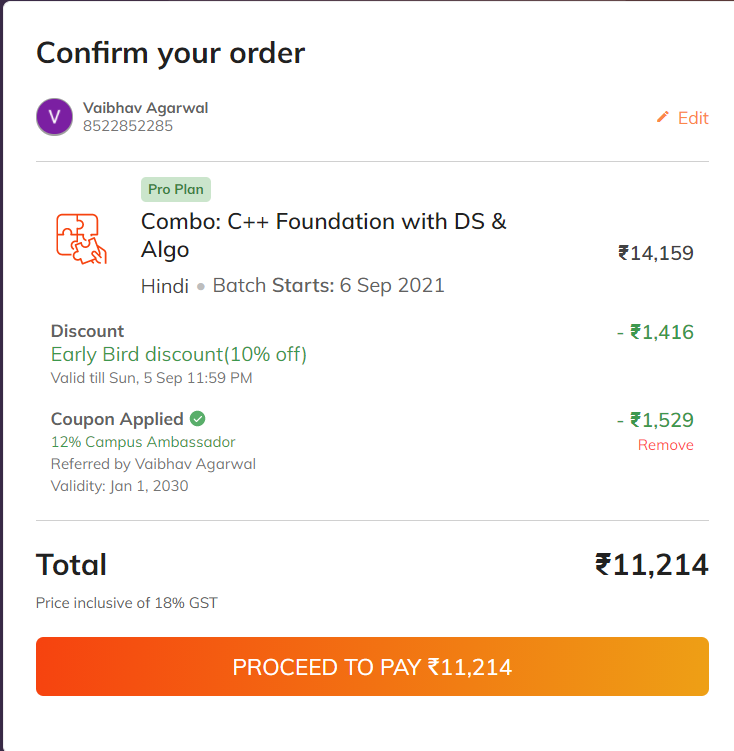 Confirm your order
V
Vaibhav Agarwal
8522852285
Edit
Pro Plan
Combo: C++ Foundation with DS &
Algo
₹14,159
Hindi • Batch Starts: 6 Sep 2021
Discount
- ₹1,416
Early Bird discount(10% off)
Valid till Sun, 5 Sep 11:59 PM
Coupon Applied
- ₹1,529
12% Campus Ambassador
Remove
Referred by Vaibhav Agarwal
Validity: Jan 1, 2030
Total
₹11,214
Price inclusive of 18% GST
PROCEED TO PAY ₹11,214